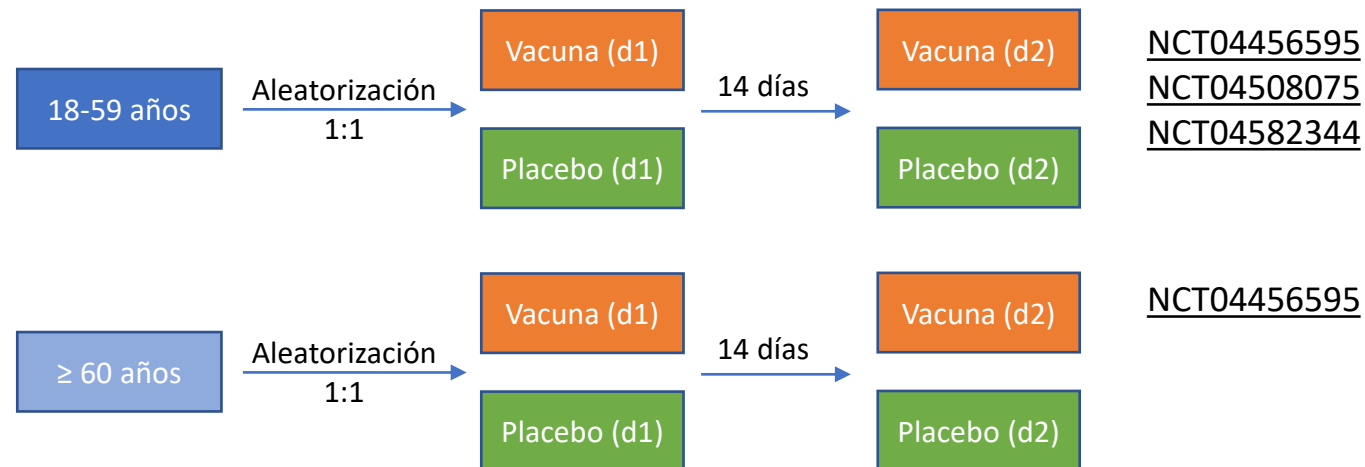 18-59 años
Aleatorización
1:1
Vacuna (d1)
Placebo (d1)
14 días
Vacuna (d2)
Placebo (d2)
NCT04456595
NCT04508075
NCT04582344
≥ 60 años
Aleatorización
1:1
Vacuna (d1)
Placebo (d1)
14 días
Vacuna (d2)
Placebo (d2)
NCT04456595